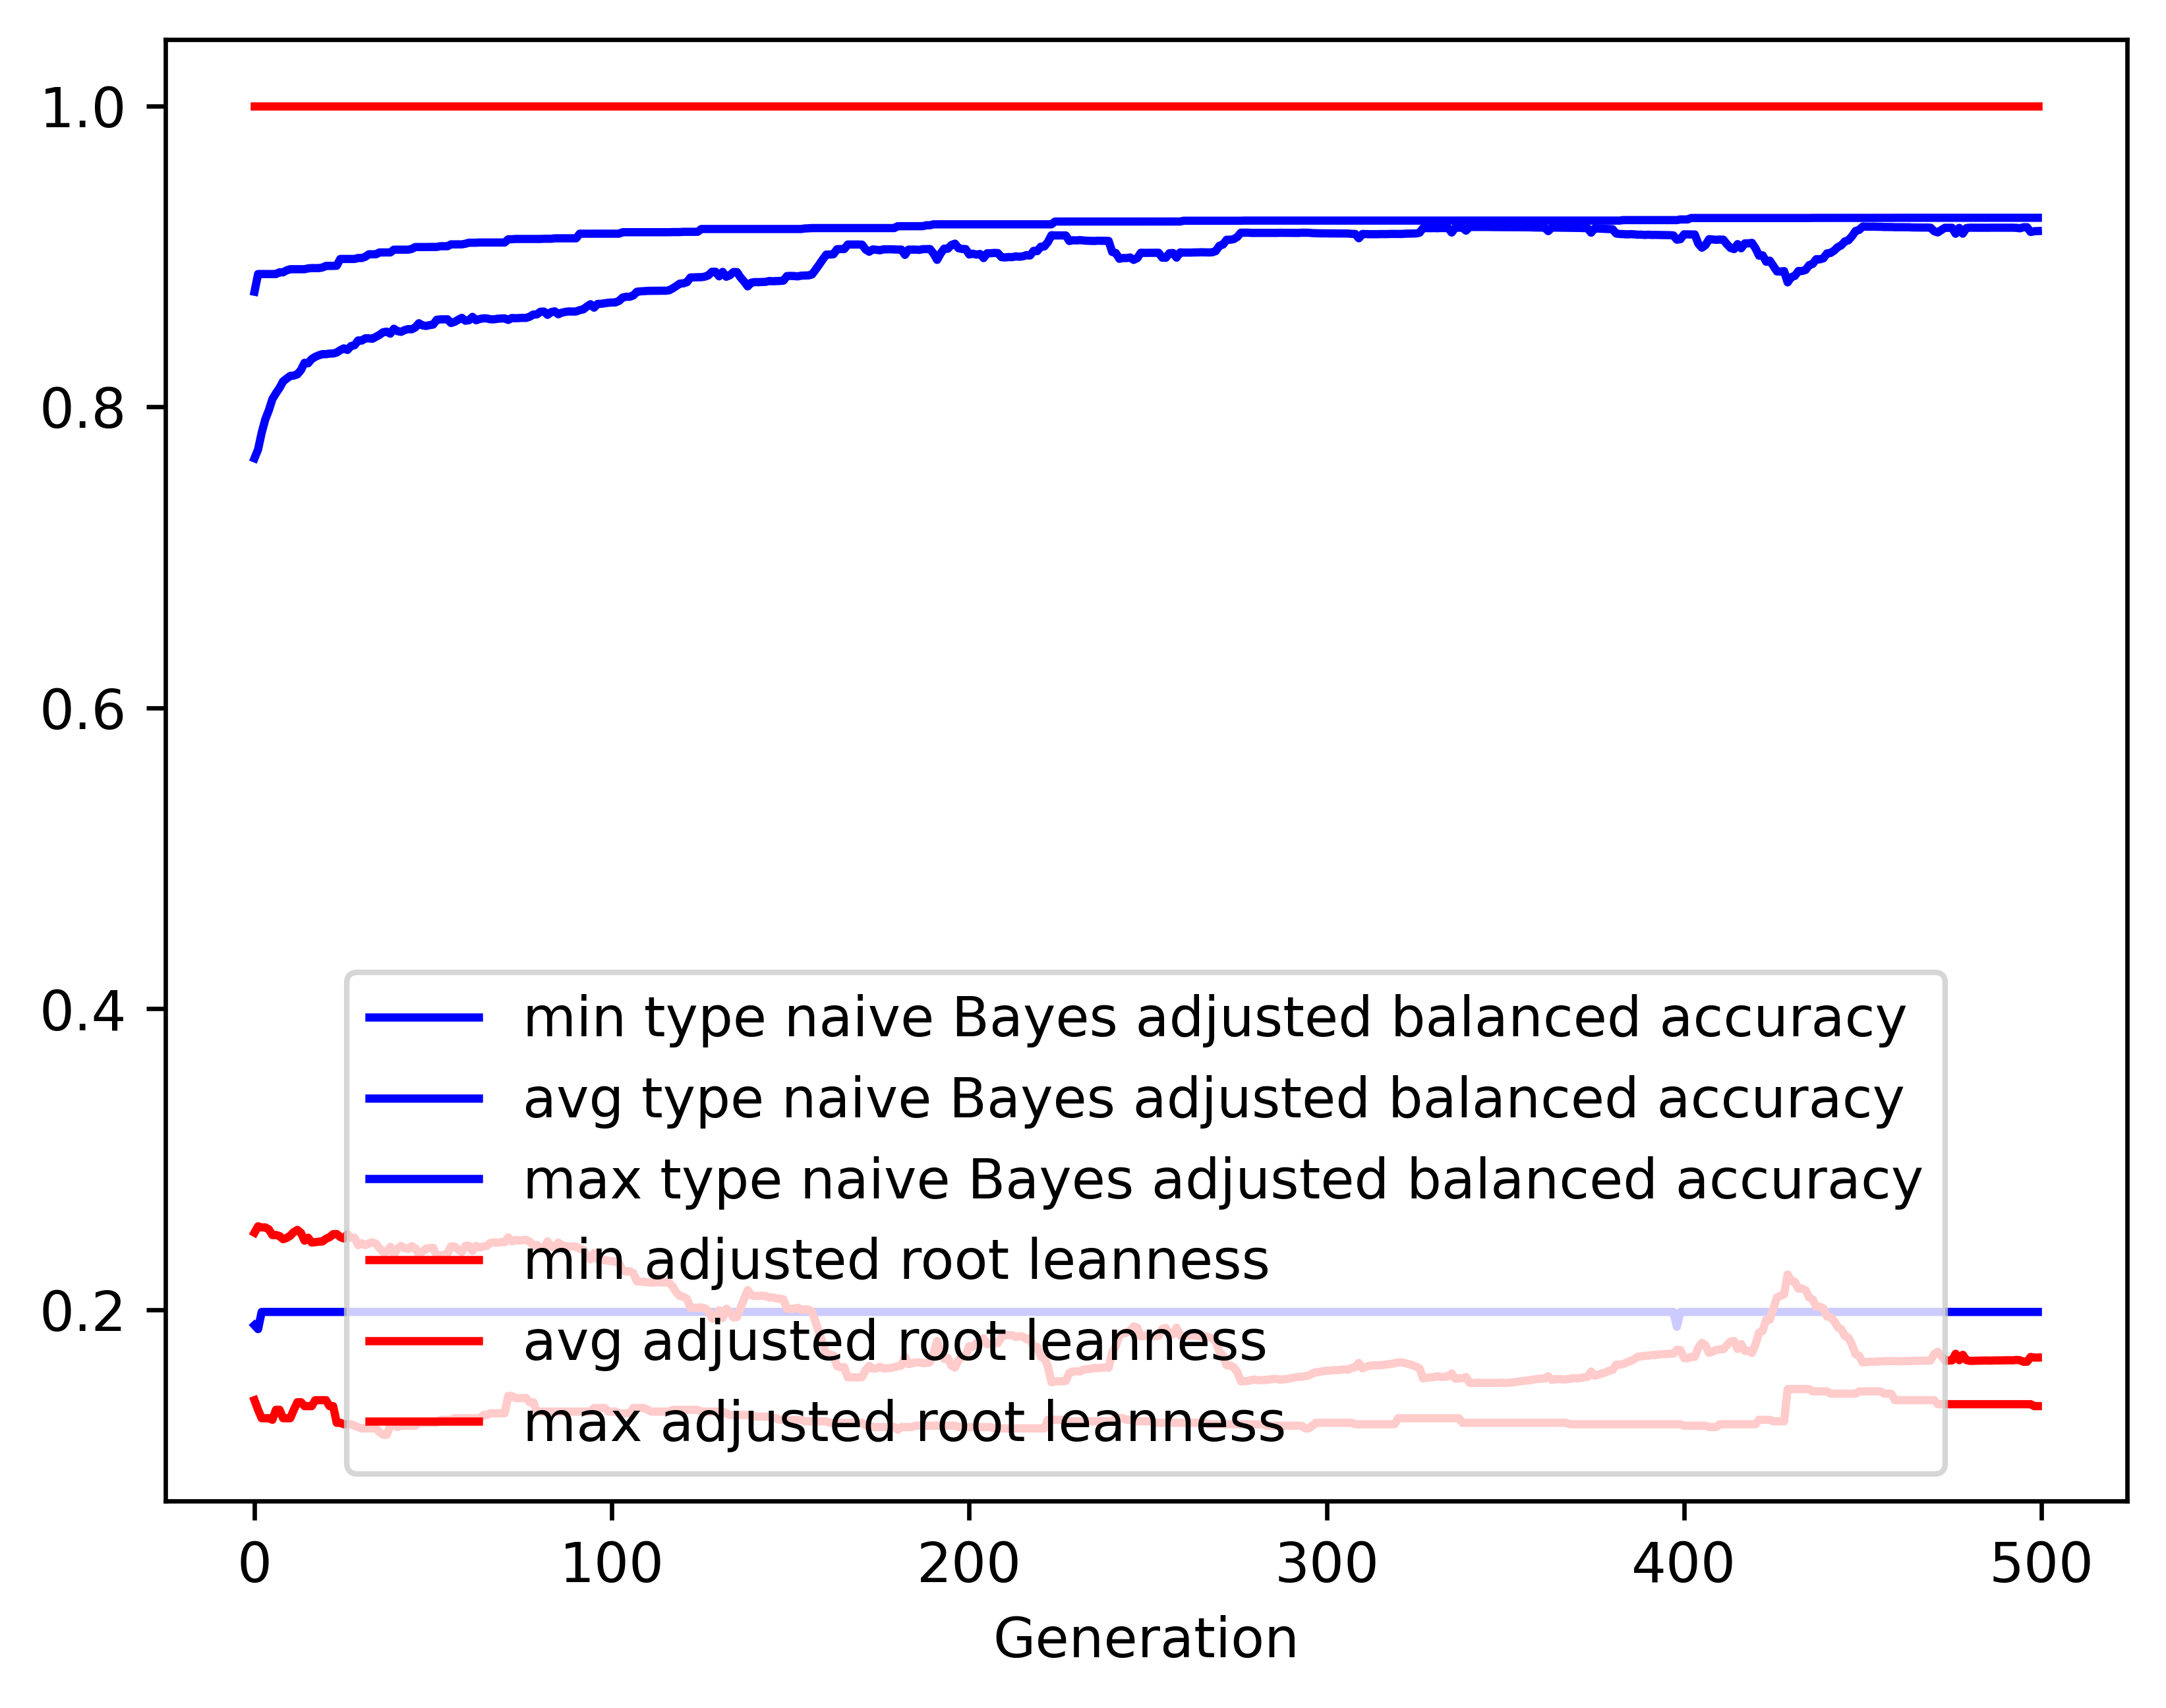 1.0
0.8
0.6
0.4
0.2
min type naive Bayes adjusted balanced accuracy
avg type naive Bayes adjusted balanced accuracy
max type naive Bayes adjusted balanced accuracy
min adjusted root leanness
avg adjusted root leanness
max adjusted root leanness
0 100 200 300 400 500
Generation